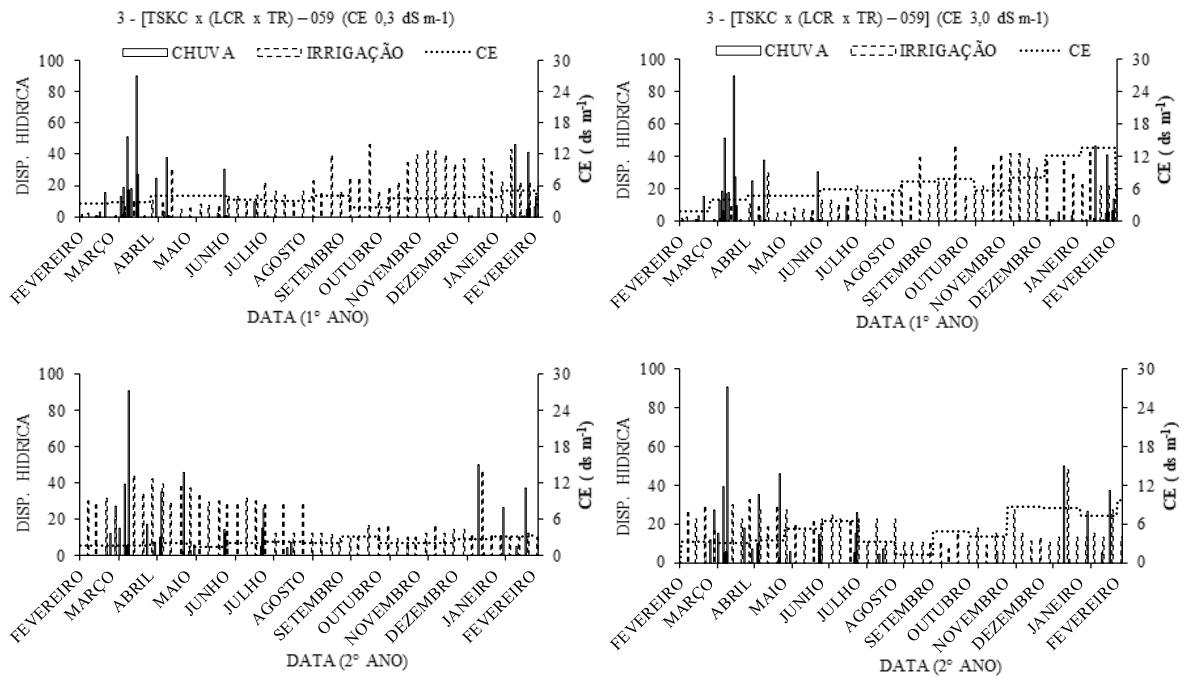 3 - [TSKC x (LCR x TR) – 059 (CE 0,3 dS m-1)
CHUVA IRRIGAÇÃO CE
DISP. HIDRICA
100
80
60
40
20
0
30
24
18
12
6
0
CE ( ds m-1)
FEVEREIRO
MARÇO
ABRIL
MAIO
JUNHO
JULHO
AGOSTO
SETEMBRO
OUTUBRO
NOVEMBRO
DEZEMBRO
JANEIRO
FEVEREIRO
DATA (1° ANO)
3 - [TSKC x (LCR x TR) – 059] (CE 3,0 dS m-1)
CHUVA IRRIGAÇÃO CE
DISP. HIDRICA
100
80
60
40
20
0
30
24
18
12
6
0
CE ( ds m-1)
FEVEREIRO
MARÇO
ABRIL
MAIO
JUNHO
JULHO
AGOSTO
SETEMBRO
OUTUBRO
NOVEMBRO
DEZEMBRO
JANEIRO
FEVEREIRO
DATA (1° ANO)
DISP. HIDRICA
100
80
60
40
20
0
30
24
18
12
6
0
CE ( ds m-1)
FEVEREIRO
MARÇO
ABRIL
MAIO
JUNHO
JULHO
AGOSTO
SETEMBRO
OUTUBRO
NOVEMBRO
DEZEMBRO
JANEIRO
FEVEREIRO
DATA (2° ANO)
DISP. HIDRICA
100
80
60
40
20
0
30
24
18
12
6
0
CE ( ds m-1)
FEVEREIRO
MARÇO
ABRIL
MAIO
JUNHO
JULHO
AGOSTO
SETEMBRO
OUTUBRO
NOVEMBRO
DEZEMBRO
JANEIRO
FEVEREIRO
DATA (2° ANO)